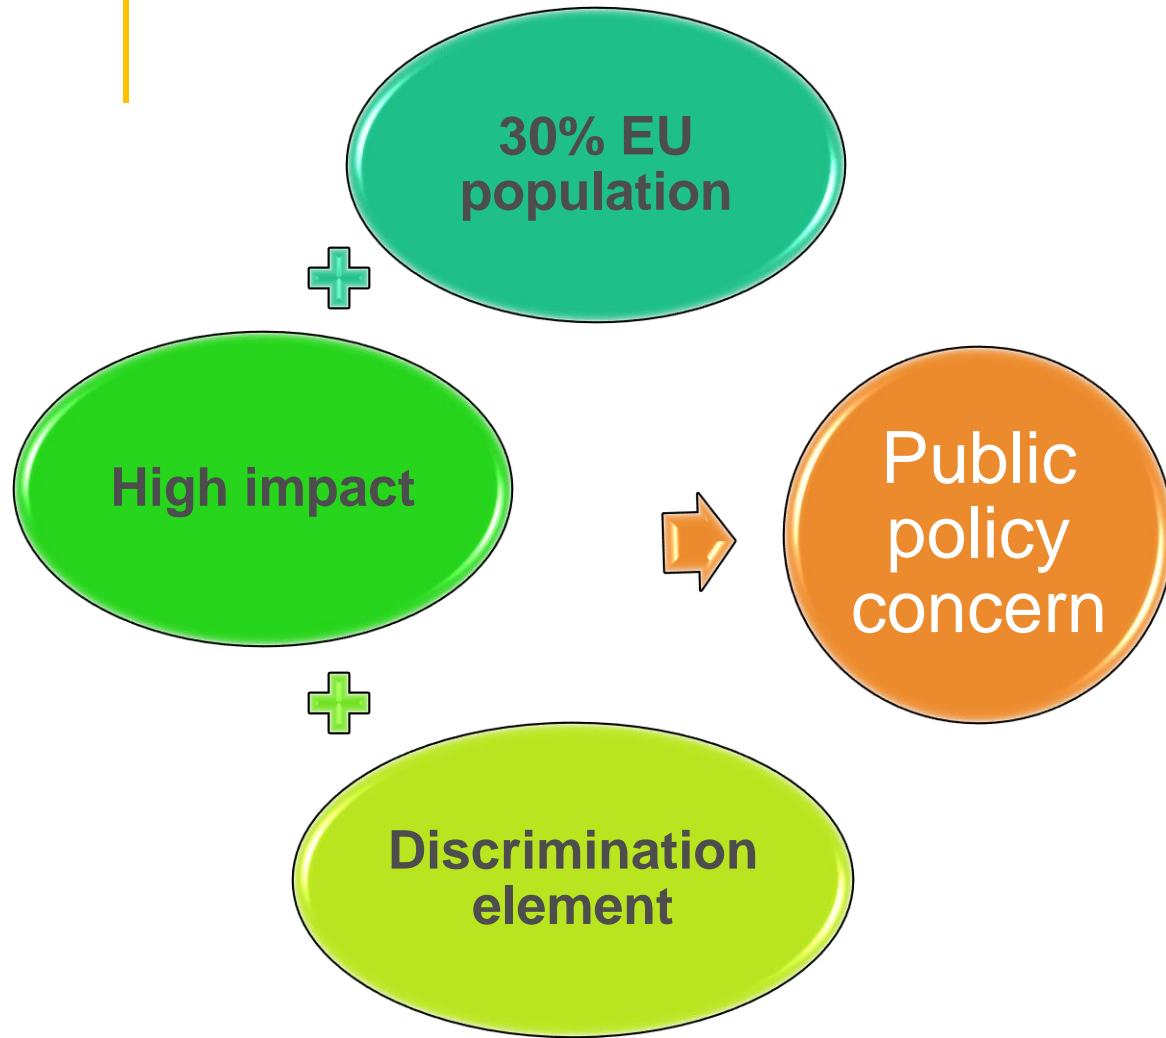 30% EU
population
High impact
Discrimination
element
Public
policy
concern